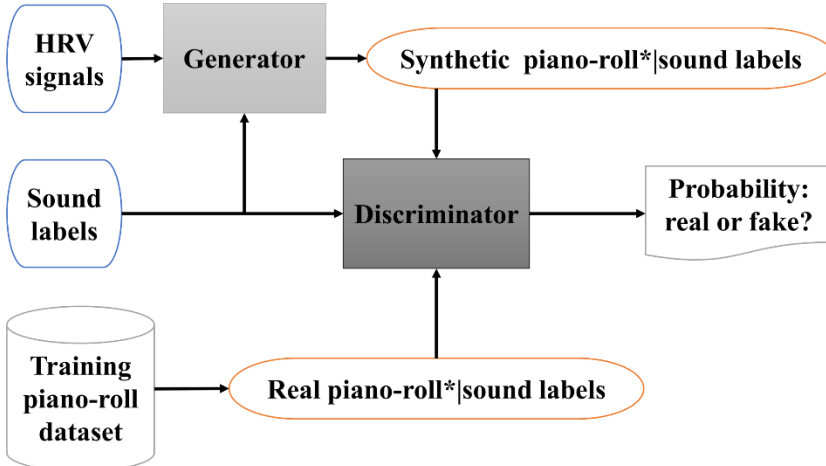 HRV
signals
Generator
Synthetic piano-roll*|sound labels
Sound
labels
Discriminator
Probability:
real or fake?
Training
piano-roll
dataset
Real piano-roll*|sound labels